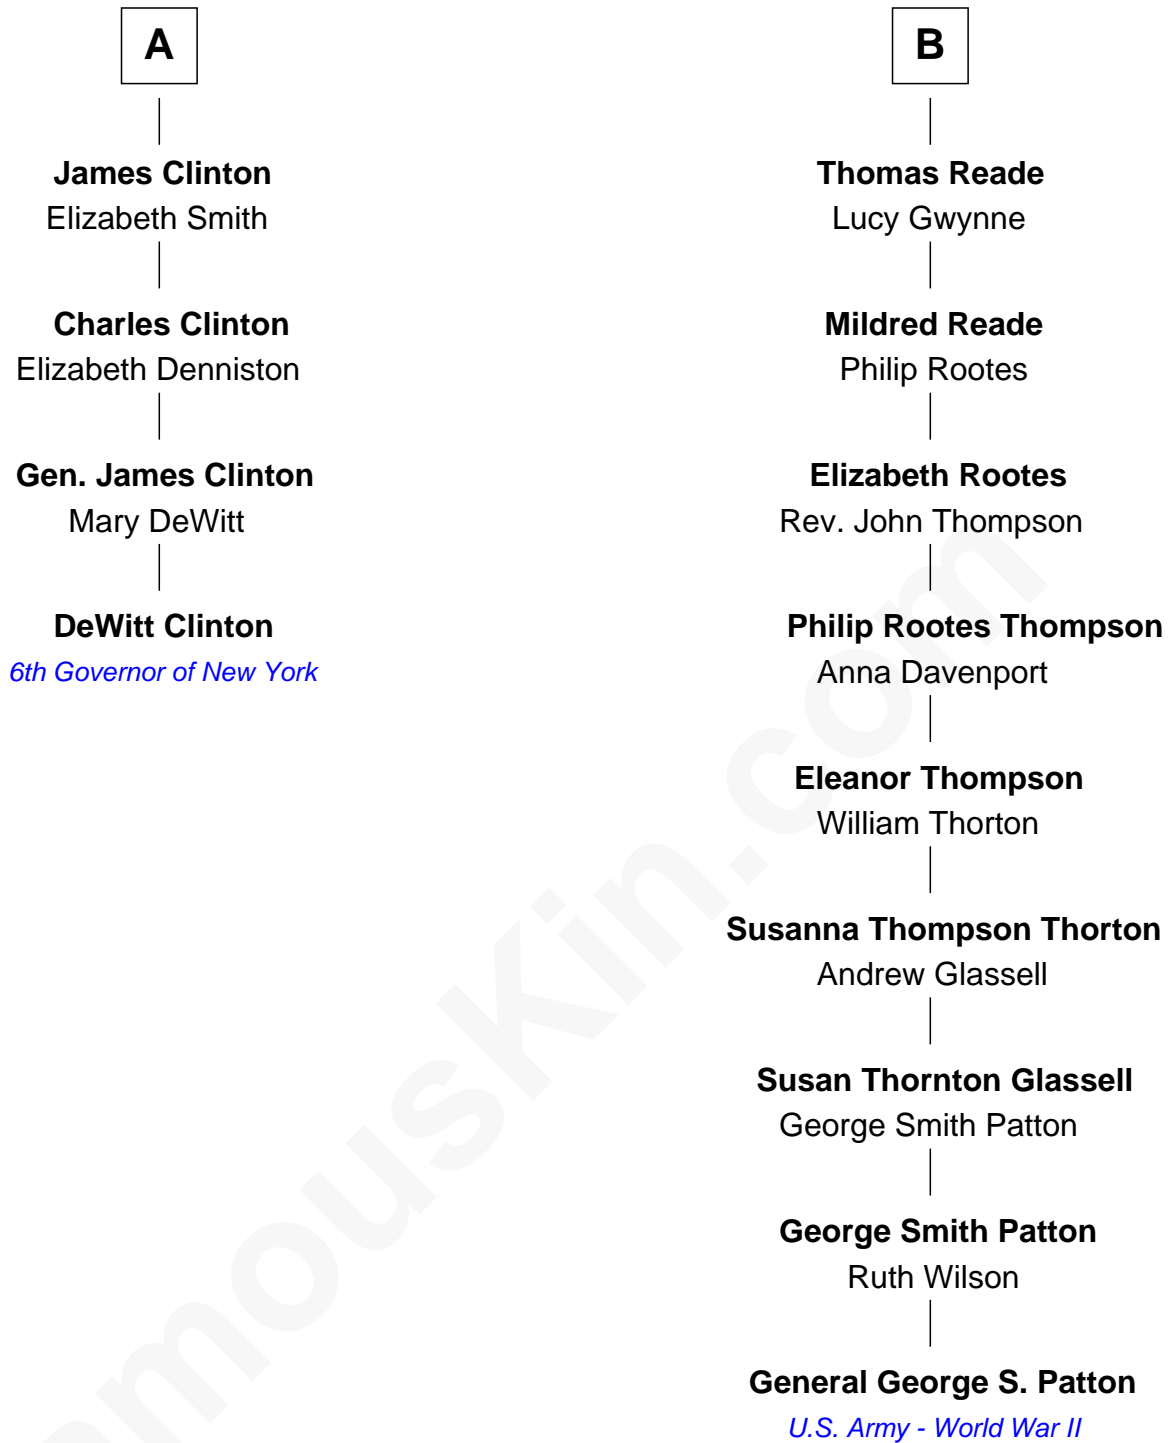 A
James Clinton
Elizabeth Smith
Charles Clinton
Elizabeth Denniston
Gen. James Clinton
Mary DeWitt
DeWitt Clinton
6th Governor of New York
B
Thomas Reade
Lucy Gwynne
Mildred Reade
Philip Rootes
Elizabeth Rootes
Rev. John Thompson
Philip Rootes Thompson
Anna Davenport
Eleanor Thompson
William Thorton
Susanna Thompson Thorton
Andrew Glassell
Susan Thornton Glassell
George Smith Patton
George Smith Patton
Ruth Wilson
General George S. Patton
U.S. Army - World War II
amouskin.com